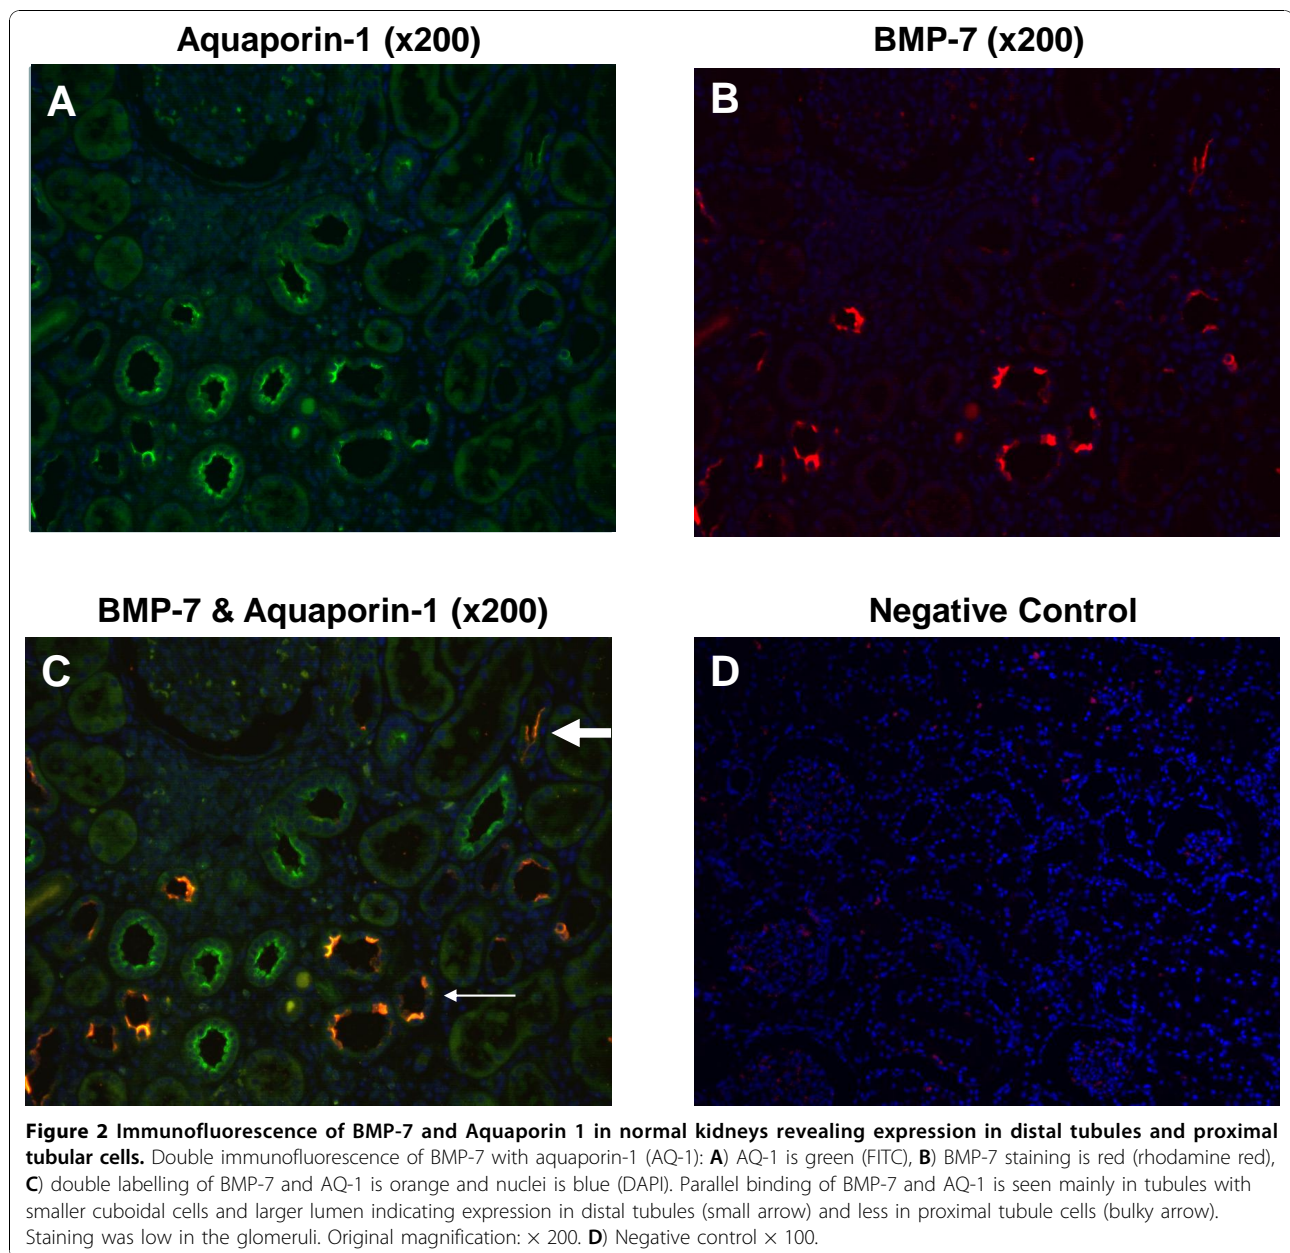 Aquaporin-1 (x200)
BMP-7 (x200)
A
B
BMP-7 & Aquaporin-1 (x200)
Negative Control
C
D
Figure 2 Immunofluorescence of BMP-7 and Aquaporin 1 in normal kidneys revealing expression in distal tubules and proximal
tubular cells. Double immunofluorescence of BMP-7 with aquaporin-1 (AQ-1): A) AQ-1 is green (FITC), B) BMP-7 staining is red (rhodamine red),
C) double labelling of BMP-7 and AQ-1 is orange and nuclei is blue (DAPI). Parallel binding of BMP-7 and AQ-1 is seen mainly in tubules with
smaller cuboidal cells and larger lumen indicating expression in distal tubules (small arrow) and less in proximal tubule cells (bulky arrow).
Staining was low in the glomeruli. Original magnification: × 200. D) Negative control × 100.